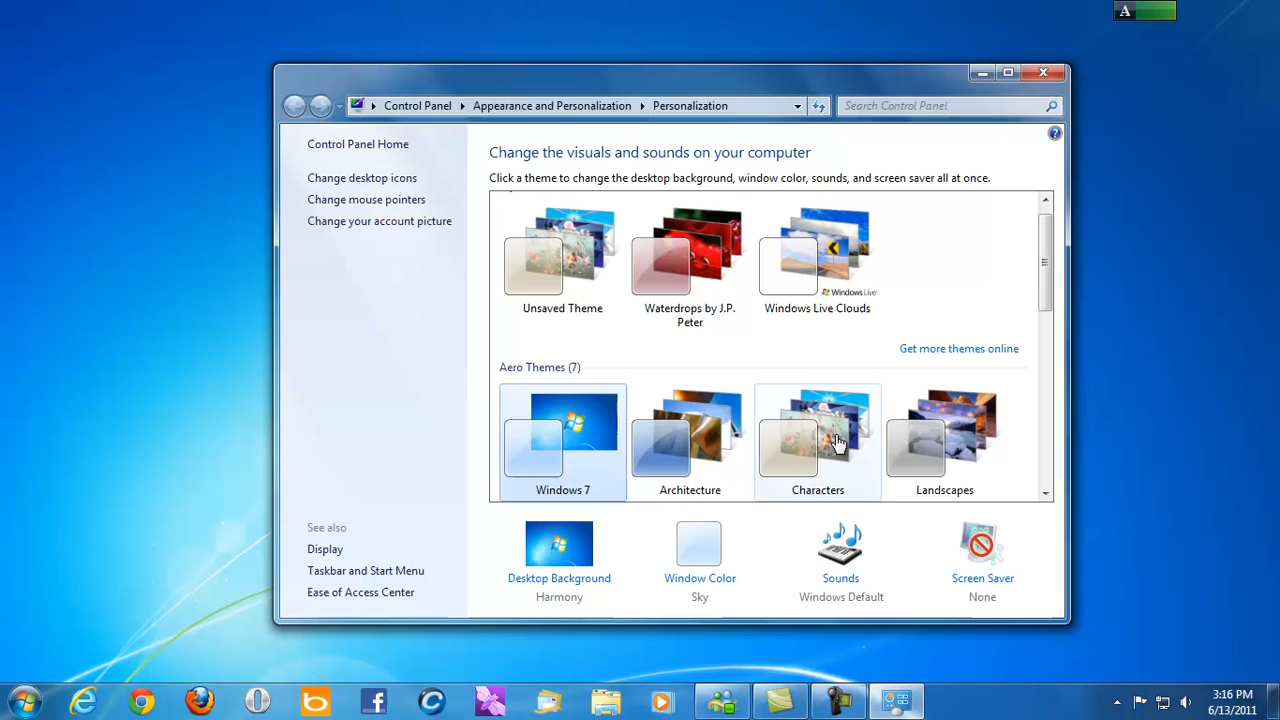 A
Control Panel
Appearance and Personalization
Personalization
Search Control Panel
Control Panel Home
Change desktop icons
Change mouse pointers
Change your account picture
Change the visuals and sounds on your computer
Click a theme to change the desktop background, window color, sounds, and screen saver all at once.
Windows Live
Unsaved Theme
Waterdrops by J.P.
Peter
Windows Live Clouds
Get more themes online
Aero Themes (7)
Windows 7
Architecture
Characters
Landscapes
See also
Display
Taskbar and Start Menu
Ease of Access Center
Desktop Background
Harmony
Window Color
Sky
Sounds
Windows Default
Screen Saver
None
3:16 PM
6/13/2011